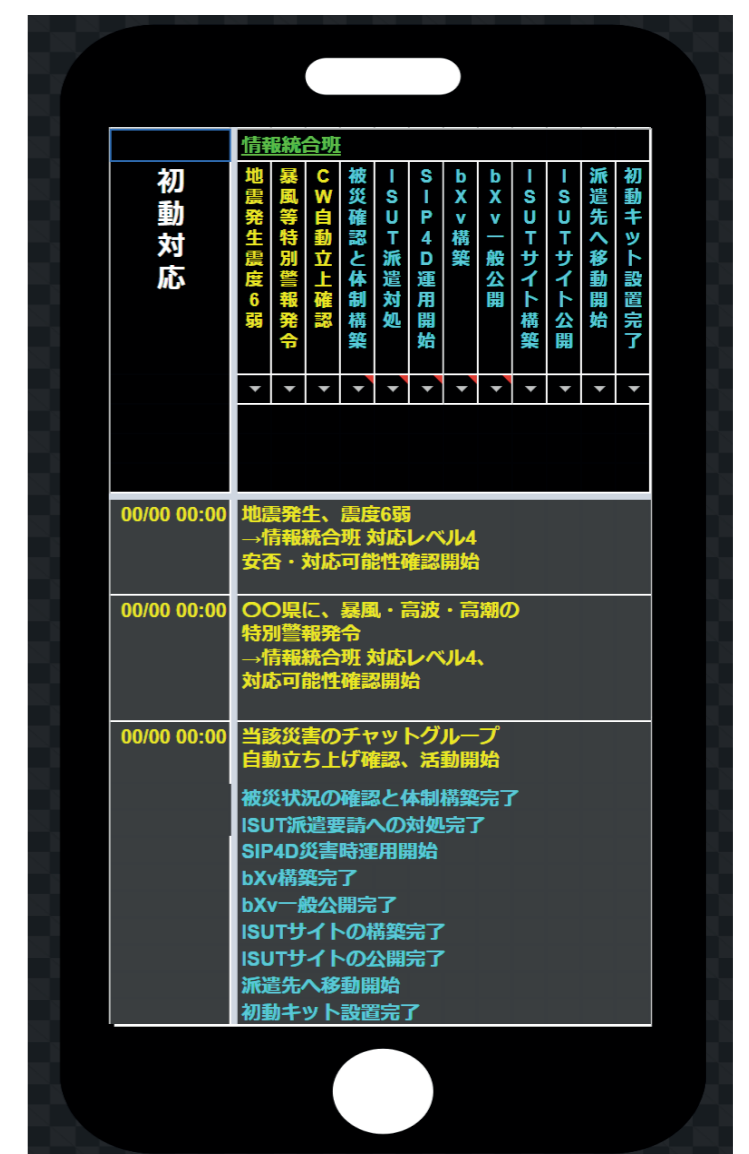 情報統合班
初動対応
地震発生震度6弱
暴風等特別警報発令
CW自動立上確認
被災確認と体制構築
ISUT派遣対処
SIP4D運用開始
bXv構築
bXv一般公開
ISUTサイト構築
ISUTサイト公開
派遣先へ移動開始
初動キット設置完了
00/00 00:00
地震発生、震度6弱
→情報統合班 対応レベル4
安否・対応可能性確認開始
00/00 00:00
〇〇県に、暴風・高波・高潮の
特別警報発令
→情報統合班 対応レベル4、
対応可能性確認開始
00/00 00:00
当該災害のチャットグループ
自動立ち上げ確認、活動開始
被災状況の確認と体制構築完了
ISUT派遣要請への対処完了
SIP4D災害時運用開始
bXv構築完了
bXv一般公開完了
ISUTサイトの構築完了
ISUTサイトの公開完了
派遣先へ移動開始
初動キット設置完了